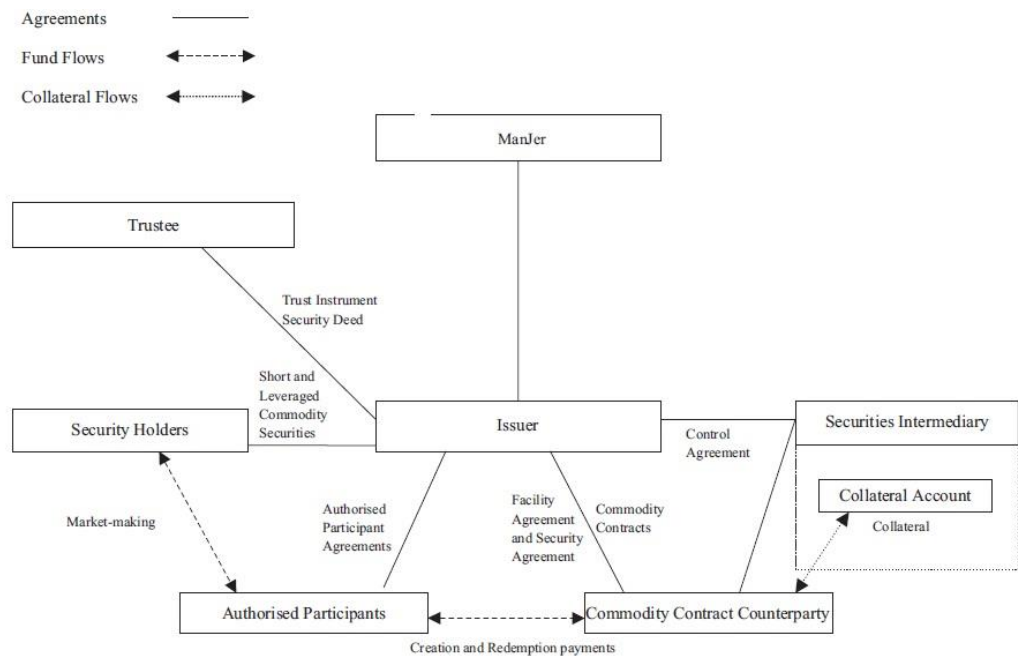 Agreements
Fund Flows
Collateral Flows
ManJer
Trustee
Trust Instrument
Security Deed
Short and
Leveraged
Commodity
Securities
Security Holders
Issuer
Securities Intermediary
Control
Agreement
Collateral Account
Collateral
Market-making
Authorised
Participant
Agreements
Facility
Agreement
and Security
Agreement
Commodity
Contracts
Authorised Participants
Commodity Contract Counterparty
Creation and Redemption payments